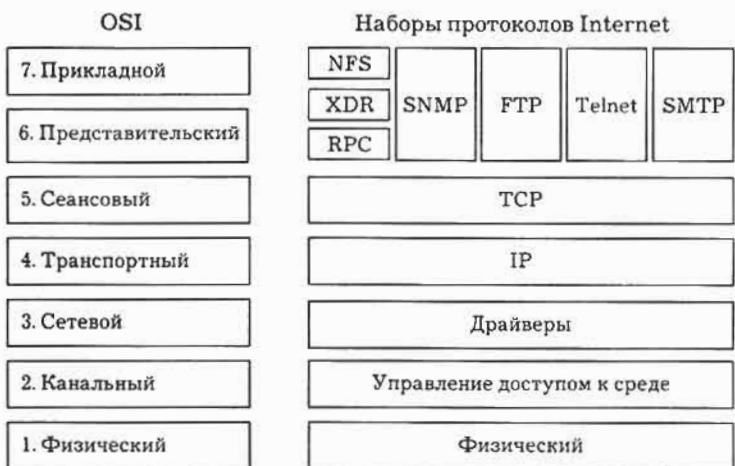 OSI
Наборы протоколов Internet
7. Прикладной
NFS
XDR
RPC
SNMP
FTP
Telnet
SMTP
6. Представительский
5. Сеансовый
TCP
4. Транспортный
IP
3. Сетевой
Драйверы
2. Канальный
Управление доступом к среде
1. Физический
Физический